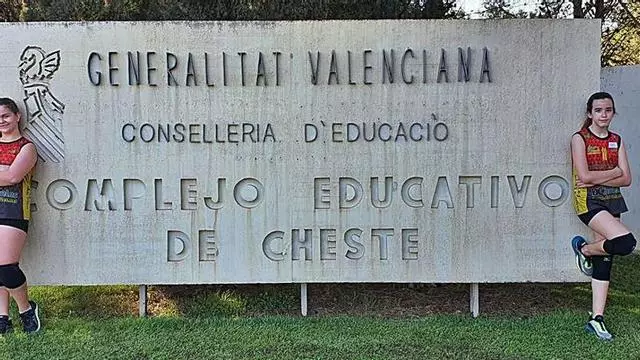 GENERALITAT VALENCIANA
CONSELLERIA D'EDUCACIÓ
COMPLEJO EDUCATIVO
DE CHESTE